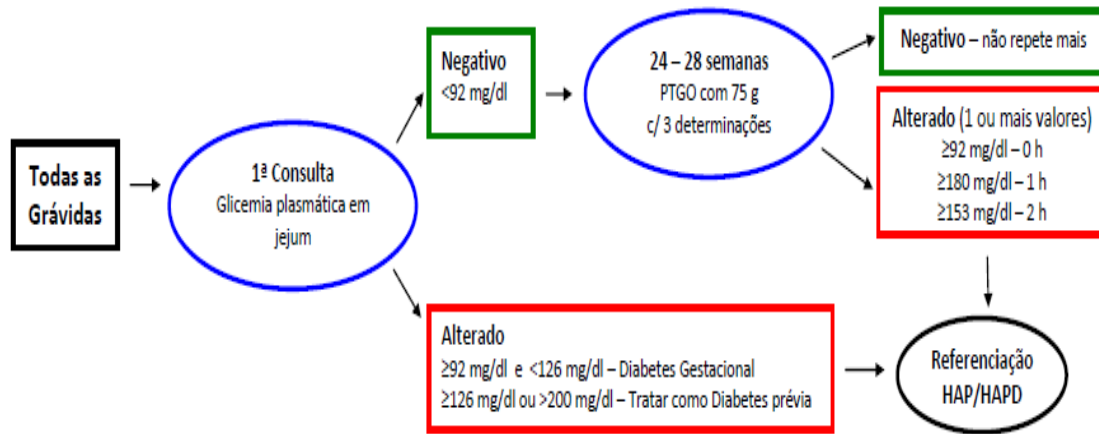 Todas as
Grávidas
1ª Consulta
Glicemia plasmática em
jejum
Negativo
<92 mg/dl
24 – 28 semanas
PTGO com 75 g
c/ 3 determinações
Negativo – não repete mais
Alterado (1 ou mais valores)
≥92 mg/dl – 0 h
≥180 mg/dl – 1 h
≥153 mg/dl – 2 h
Alterado
≥92 mg/dl e <126 mg/dl – Diabetes Gestacional
≥126 mg/dl ou >200 mg/dl – Tratar como Diabetes prévia
Referenciação
HAP/HAPD